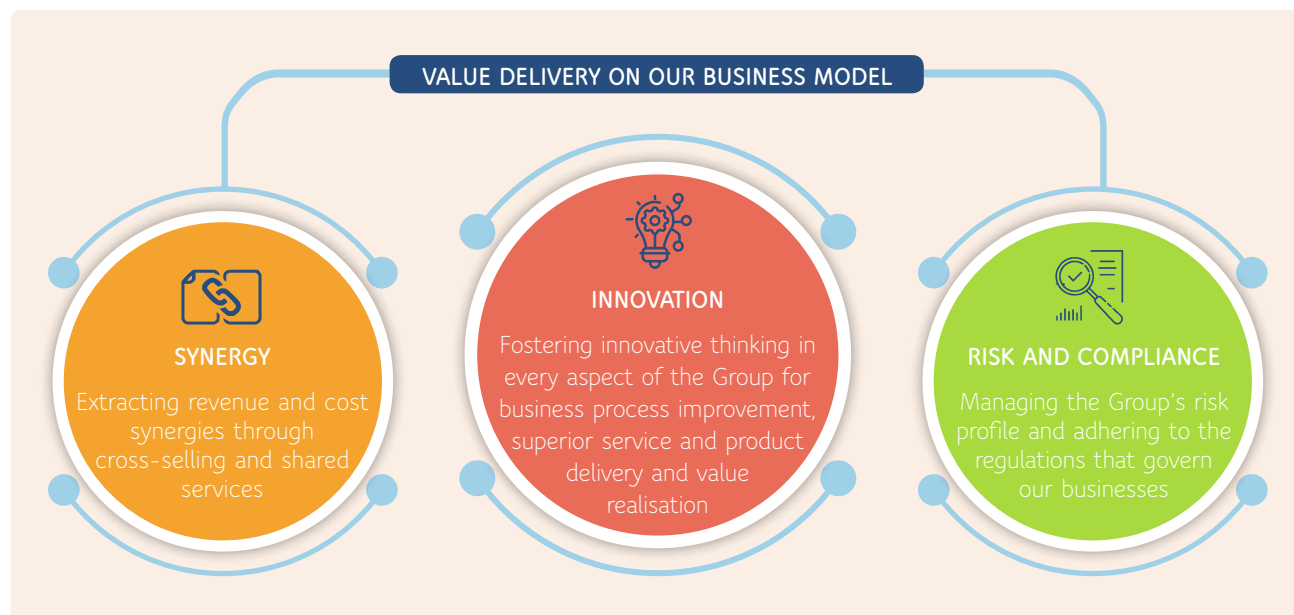 VALUE DELIVERY ON OUR BUSINESS MODEL
SYNERGY
Extracting revenue and cost
synergies through
cross-selling and shared
services
INNOVATION
Fostering innovative thinking in
every aspect of the Group for
business process improvement,
superior service and product
delivery and value
realisation
RISK AND COMPLIANCE
Managing the Group's risk
profile and adhering to the
regulations that govern
our businesses